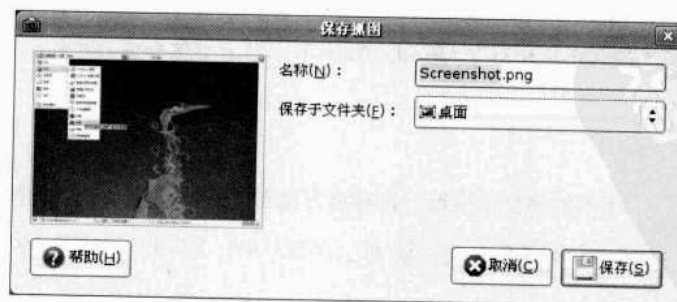 保存抓图
名称(N)：
Screenshot.png
保存于文件夹(F)：
桌面
帮助(H)
取消(C)
保存(S)